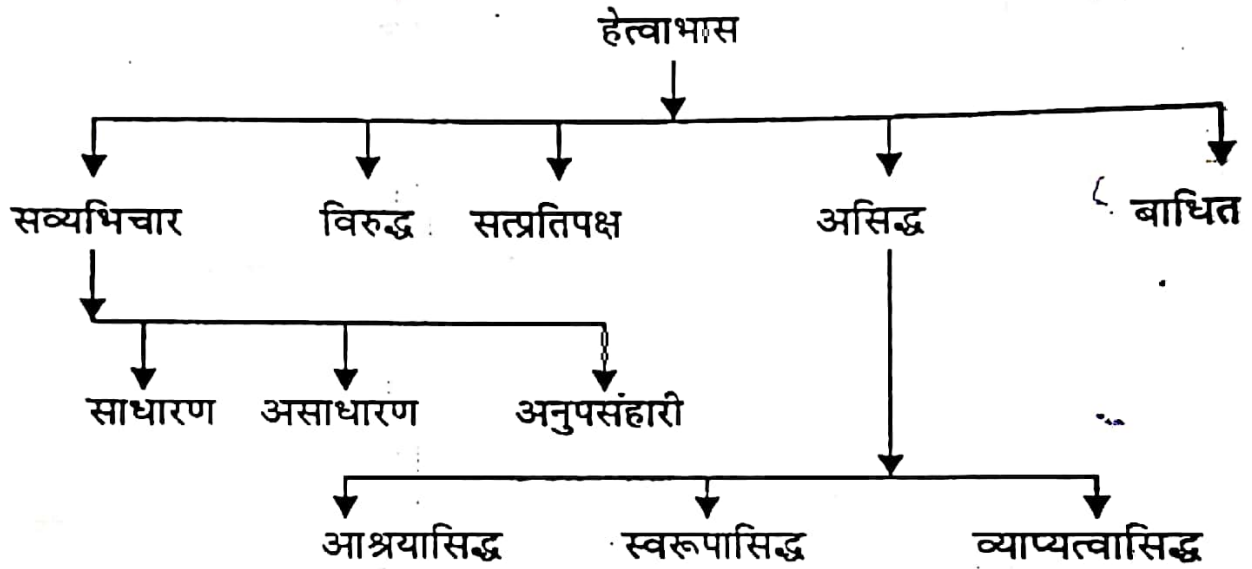 हेत्वाभास
सव्यभिचार विरुद्ध सत्प्रतिपक्ष असिद्ध बाधित
साधारण असाधारण अनुपसंहारी
आश्रयासिद्ध स्वरूपासिद्ध व्याप्यत्वासिद्ध